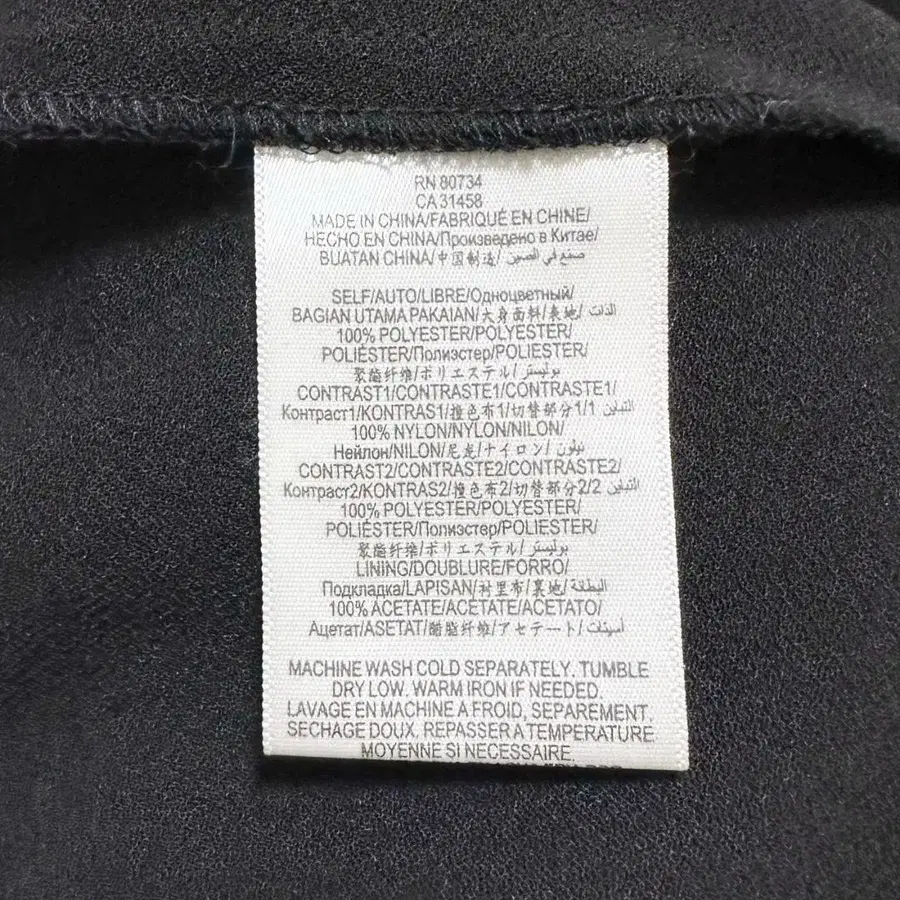 RN 80734
CA 31458
MADE IN CHINA/FABRIQUÉ EN CHINE/
HECHO EN CHINA/Произведено в Китае/
BUATAN CHINA/中国制造/ صنع في الصين
SELF/AUTO/LIBRE/Одноцветный/
BAGIAN UTAMA PAKAIAN/大身面料/表地/ الذات
100% POLYESTER/POLYESTER/
POLIÉSTER/Полиэстер/POLIESTER/
聚酯纤维/ポリエステル/ بوليستر
CONTRAST1/CONTRASTE1/CONTRASTE1/
Контраст1/KONTRAS1/撞色布1/切替部分1/1 التباين
100% NYLON/NYLON/NILON/
Нейлон/NILON/尼龙/ナイロン/ نيلون
CONTRAST2/CONTRASTE2/CONTRASTE2/
Контраст2/KONTRAS2/撞色布2/切替部分2/2 التباين
100% POLYESTER/POLYESTER/
POLIÉSTER/Полиэстер/POLIESTER/
聚酯纤维/ポリエステル/ بوليستر
LINING/DOUBLURE/FORRO/
Подкладка/LAPISAN/衬里布/裏地/ البطانة
100% ACETATE/ACÉTATE/ACETATO/
Ацетат/ASETAT/醋酯纤维/アセテート/ أسيتات
MACHINE WASH COLD SEPARATELY. TUMBLE
DRY LOW. WARM IRON IF NEEDED.
LAVAGE EN MACHINE A FROID, SEPAREMENT.
SECHAGE DOUX. REPASSER A TEMPERATURE
MOYENNE SI NECESSAIRE.